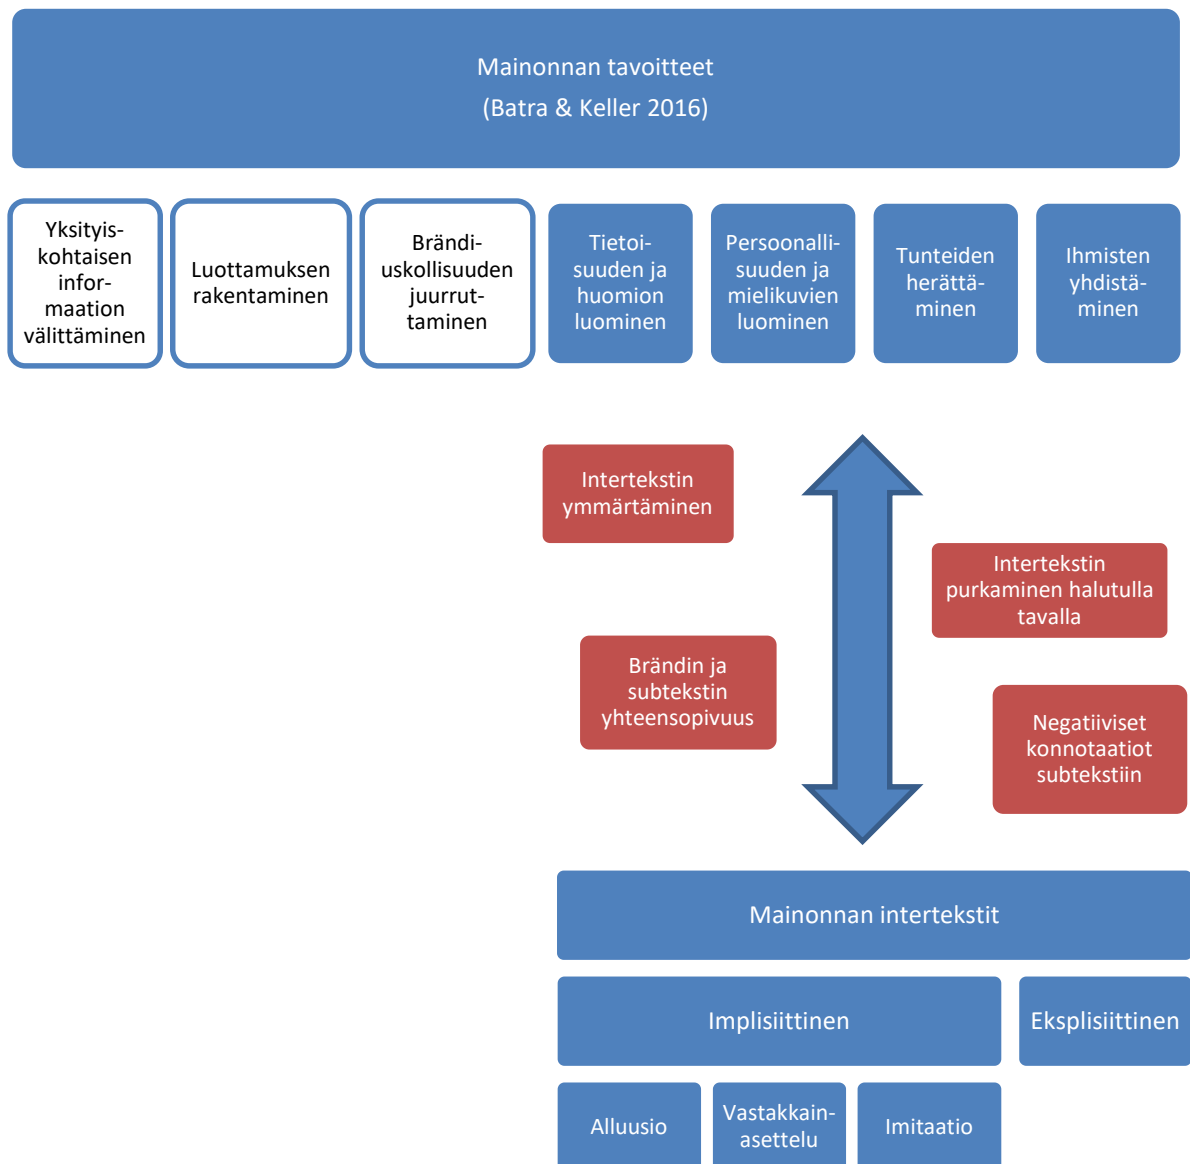 Mainonnan tavoitteet
(Batra & Keller 2016)
Yksityis-
kohtaisen
infor-
maation
välittäminen
Luottamuksen
rakentaminen
Brändi-
uskollisuuden
juurrut-
taminen
Tietoi-
suuden ja
huomion
luominen
Persoonalli-
suuden ja
mielikuvien
luominen
Tunteiden
herättä-
minen
Ihmisten
yhdistä-
minen
Intertekstin
ymmärtäminen
Intertekstin
purkaminen halutulla
tavalla
Brändin ja
subtekstin
yhteensopivuus
Negatiiviset
konnotaatiot
subtekstiin
Mainonnan intertekstit
Implisiittinen
Eksplisiittinen
Alluusio
Vastakkain-
asettelu
Imitaatio